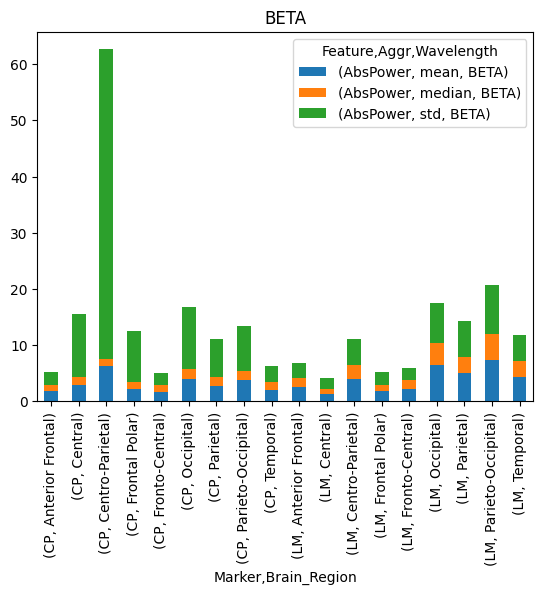 BETA
Feature,Aggr,Wavelength
(AbsPower, mean, BETA)
(AbsPower, median, BETA)
(AbsPower, std, BETA)
60
50
40
30
20
10
0
(CP, Anterior Frontal)
(CP, Central)
(CP, Centro-Parietal)
(CP, Frontal Polar)
(CP, Fronto-Central)
(CP, Occipital)
(CP, Parietal)
(CP, Parieto-Occipital)
(CP, Temporal)
(LM, Anterior Frontal)
(LM, Central)
(LM, Centro-Parietal)
(LM, Frontal Polar)
(LM, Fronto-Central)
(LM, Occipital)
(LM, Parietal)
(LM, Parieto-Occipital)
(LM, Temporal)
Marker,Brain_Region